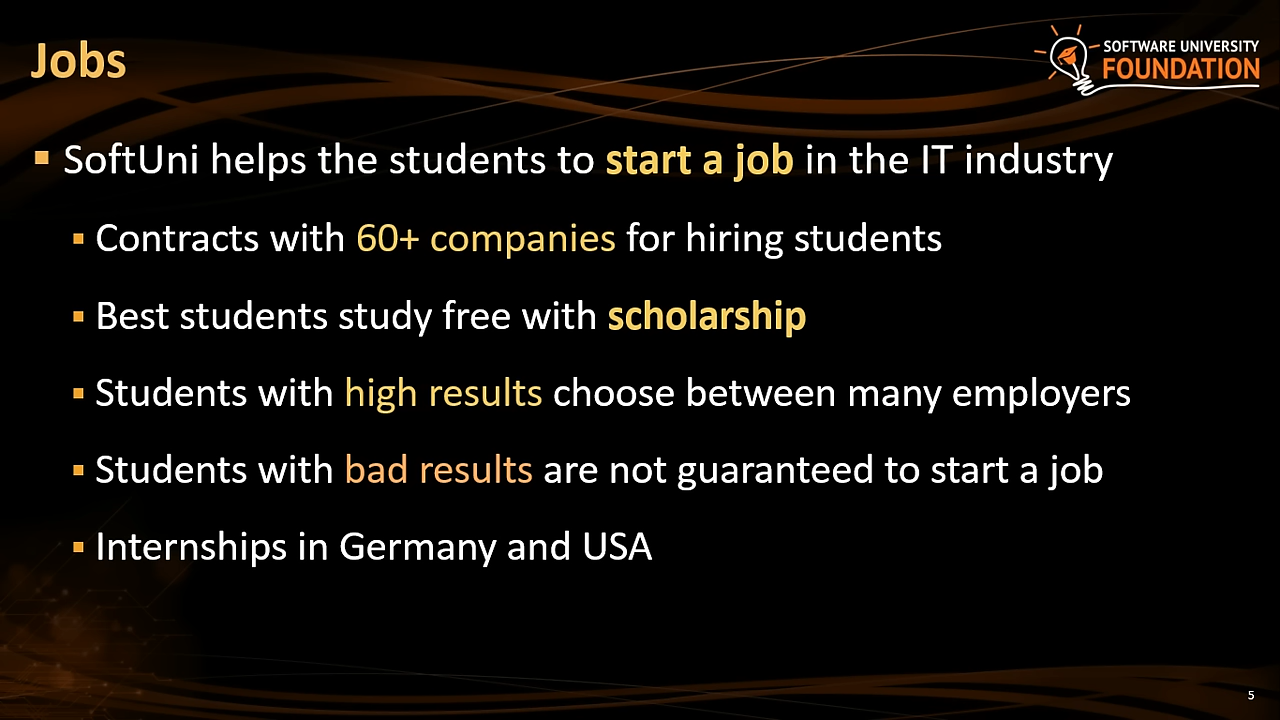 Jobs
SOFTWARE UNIVERSITY
FOUNDATION
▪ SoftUni helps the students to start a job in the IT industry
▪ Contracts with 60+ companies for hiring students
▪ Best students study free with scholarship
▪ Students with high results choose between many employers
▪ Students with bad results are not guaranteed to start a job
▪ Internships in Germany and USA
5